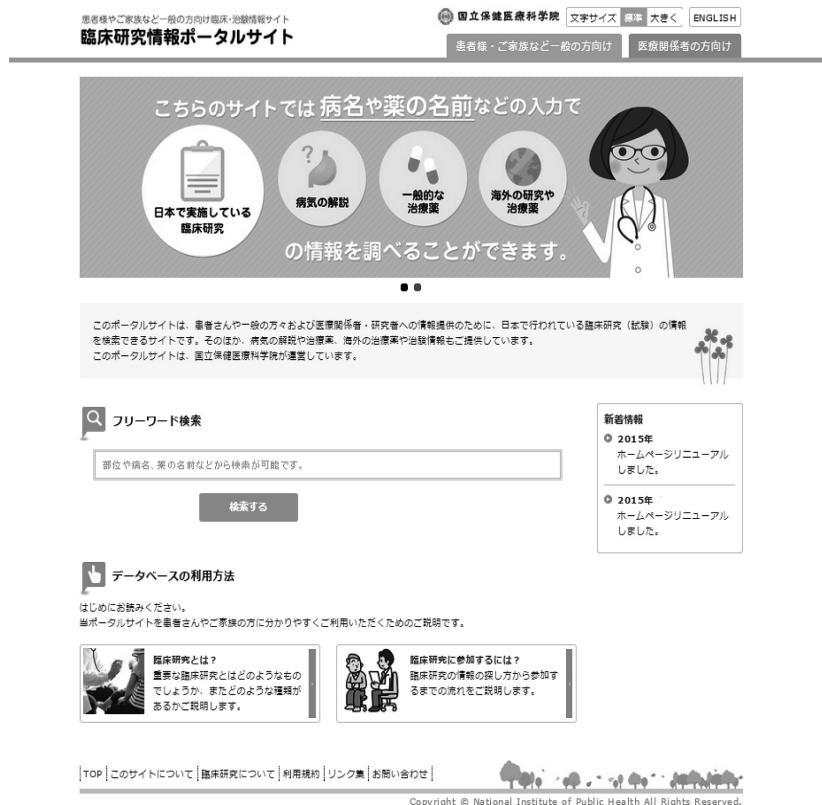 患者様やご家族など一般の方向け臨床・治験情報サイト
臨床研究情報ポータルサイト
国立保健医療科学院
文字サイズ 標準 大きく
ENGLISH
患者様・ご家族など一般の方向け
医療関係者の方向け
こちらのサイトでは 病名や薬の名前などの入力で
日本で実施している
臨床研究
?
病気の解説
一般的な
治療薬
海外の研究や
治療薬
の情報を調べることができます。
このポータルサイトは、患者さんや一般の方々および医療関係者・研究者への情報提供のために、日本で行われている臨床研究（試験）の情報
を検索できるサイトです。そのほか、病気の解説や治療薬、海外の治療薬や治験情報もご提供しています。
このポータルサイトは、国立保健医療科学院が運営しています。
フリーワード検索
部位や病名、薬の名前などから検索が可能です。
検索する
新着情報
2015年
ホームページリニューアル
しました。
2015年
ホームページリニューアル
しました。
データベースの利用方法
はじめにお読みください。
当ポータルサイトを患者さんやご家族の方に分かりやすくご利用いただくためのご説明です。
臨床研究とは？
重要な臨床研究とはどのようなもの
でしょうか、またどのような種類が
あるかご説明します。
臨床研究に参加するには？
臨床研究の情報の探し方から参加す
るまでの流れをご説明します。
TOP
このサイトについて
臨床研究について
利用規約
リンク集
お問い合わせ
Copyright © National Institute of Public Health All Rights Reserved.